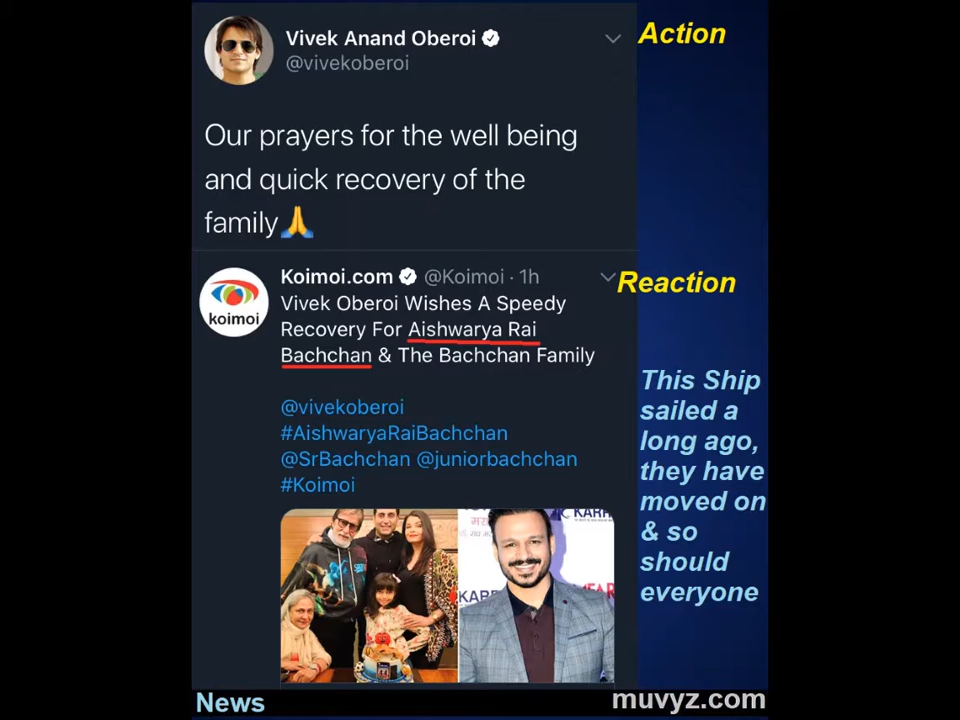 Vivek Anand Oberoi
@vivekoberoi
Our prayers for the well being
and quick recovery of the
family🙏
Action
koimoi
Koimoi.com @Koimoi · 1h
Vivek Oberoi Wishes A Speedy
Recovery For Aishwarya Rai
Bachchan & The Bachchan Family
@vivekoberoi
#AishwaryaRaiBachchan
@SrBachchan @juniorbachchan
#Koimoi
Reaction
This Ship
sailed a
long ago,
they have
moved on
& so
should
everyone
News
muvyz.com